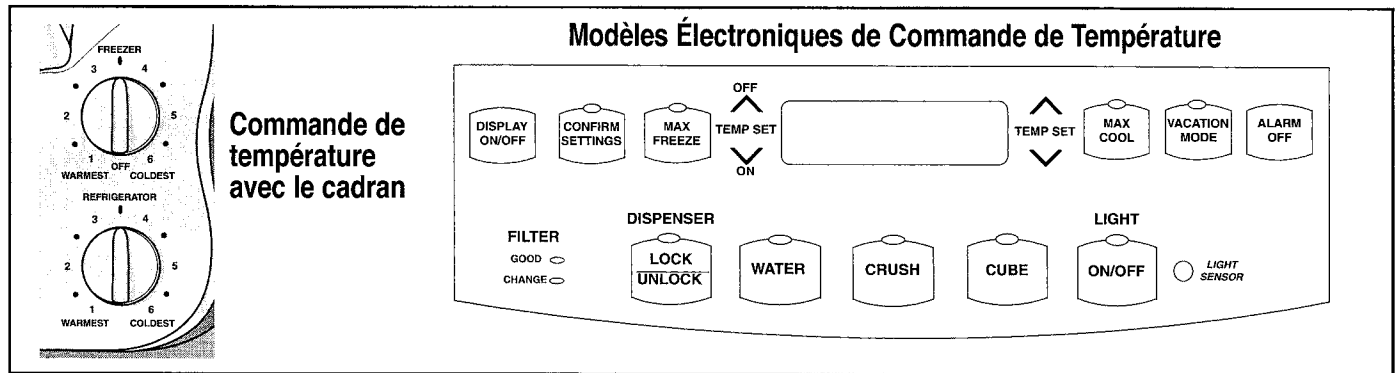 Modèles Électroniques de Commande de Température
FREEZER
3 4
2 5
1 OFF 6
WARMEST COLDEST
REFRIGERATOR
3 4
2 5
1 6
WARMEST COLDEST
Commande de
température
avec le cadran
DISPLAY
ON/OFF
CONFIRM
SETTINGS
MAX
FREEZE
OFF
TEMP SET
ON
TEMP SET
MAX
COOL
VACATION
MODE
ALARM
OFF
FILTER
GOOD
CHANGE
DISPENSER
LOCK
UNLOCK
WATER
CRUSH
CUBE
LIGHT
ON/OFF
LIGHT
SENSOR